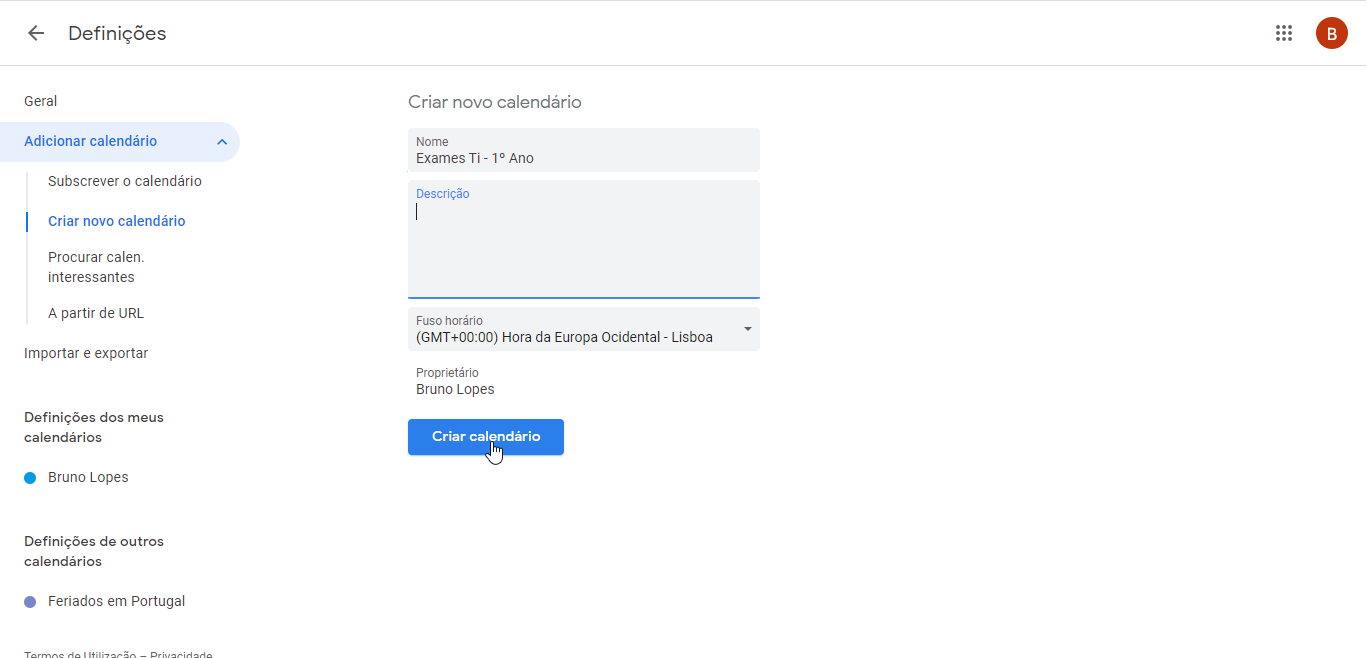 Definições
B
Geral
Adicionar calendário
Subscrever o calendário
Criar novo calendário
Procurar calen.
interessantes
A partir de URL
Importar e exportar
Definições dos meus
calendários
Bruno Lopes
Definições de outros
calendários
Feriados em Portugal
Termos de Utilização – Privacidade
Criar novo calendário
Nome
Exames Ti - 1º Ano
Descrição
Fuso horário
(GMT+00:00) Hora da Europa Ocidental - Lisboa
Proprietário
Bruno Lopes
Criar calendário